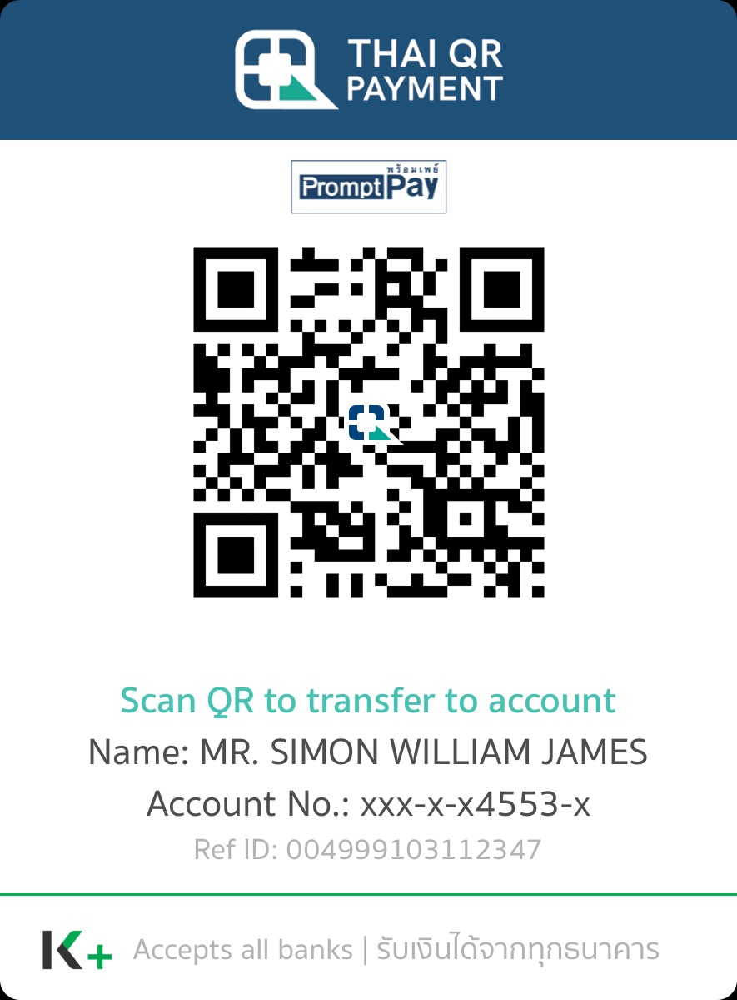 THAI QR
PAYMENT
พร้อมเพย์
PromptPay
Scan QR to transfer to account
Name: MR. SIMON WILLIAM JAMES
Account No.: xxx-x-x4553-x
Ref ID: 004999103112347
K+ Accepts all banks | รับเงินได้จากทุกธนาคาร